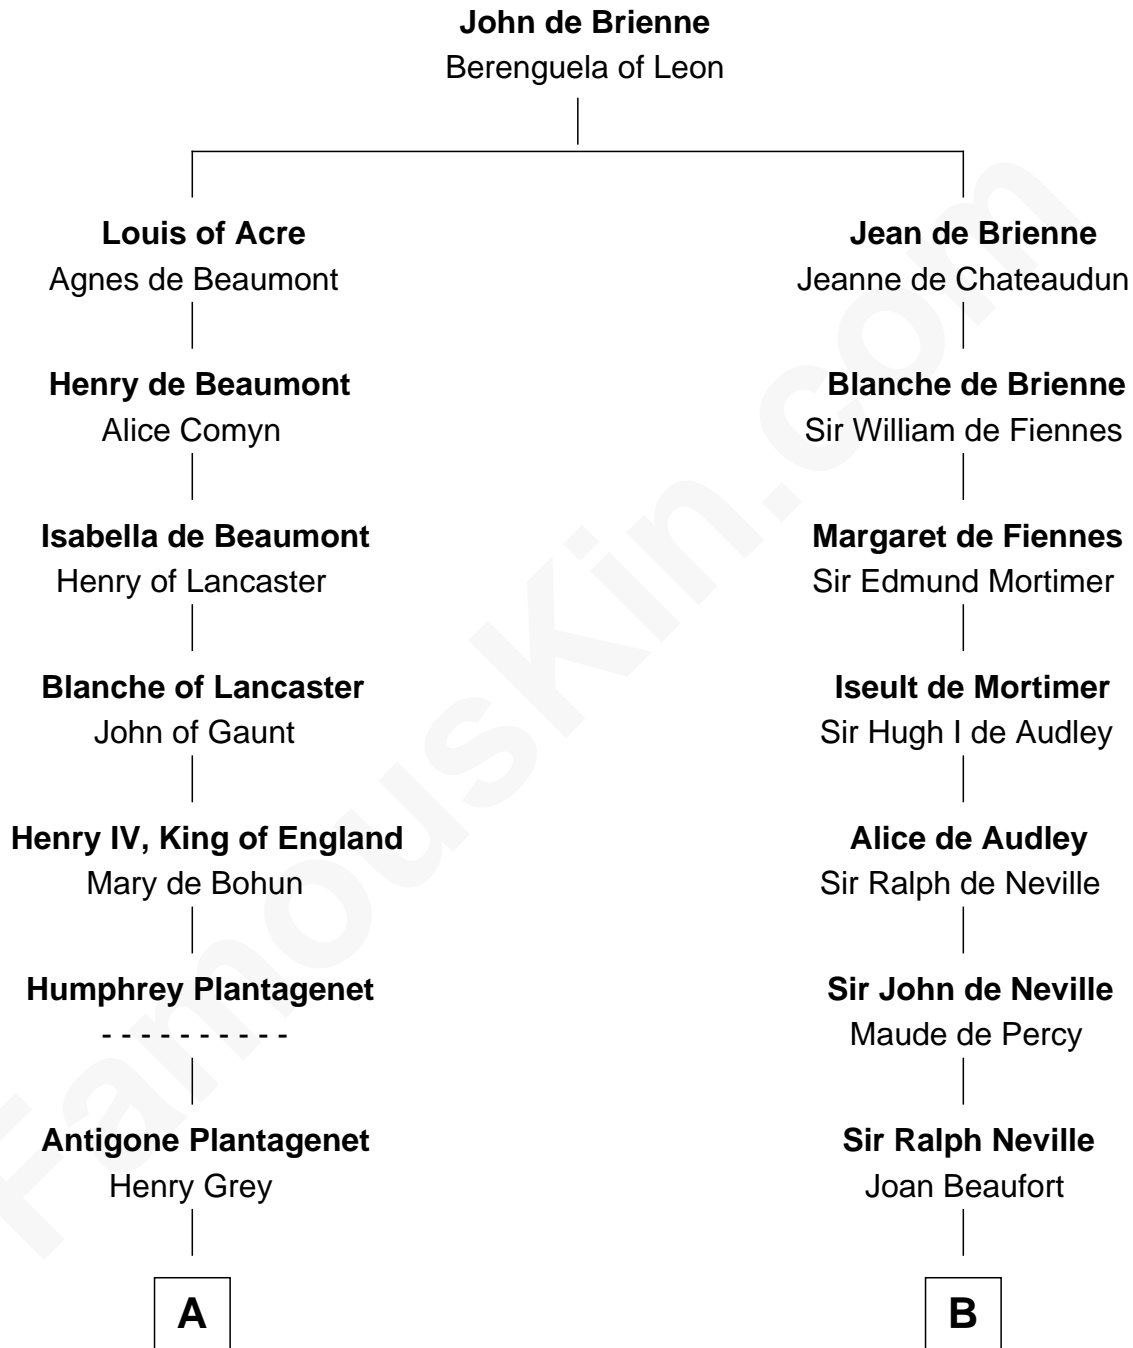 John de Brienne
Berenguela of Leon
Louis of Acre
Agnes de Beaumont
Jean de Brienne
Jeanne de Chateaudun
Henry de Beaumont
Alice Comyn
Blanche de Brienne
Sir William de Fiennes
Isabella de Beaumont
Henry of Lancaster
Margaret de Fiennes
Sir Edmund Mortimer
Blanche of Lancaster
John of Gaunt
Iseult de Mortimer
Sir Hugh I de Audley
Henry IV, King of England
Mary de Bohun
Alice de Audley
Sir Ralph de Neville
Humphrey Plantagenet
- - - - - - - - - -
Sir John de Neville
Maude de Percy
Antigone Plantagenet
Henry Grey
Sir Ralph Neville
Joan Beaufort
A
B
FamousKin.com